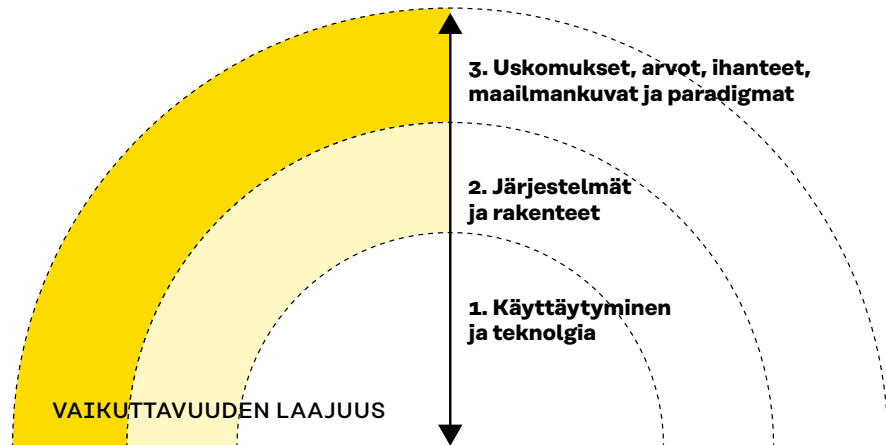 3. Uskomukset, arvot, ihanteet,
maailmankuvat ja paradigmat
2. Järjestelmät
ja rakenteet
1. Käyttäytyminen
ja teknolgia
VAIKUTTAVUUDEN LAAJUUS